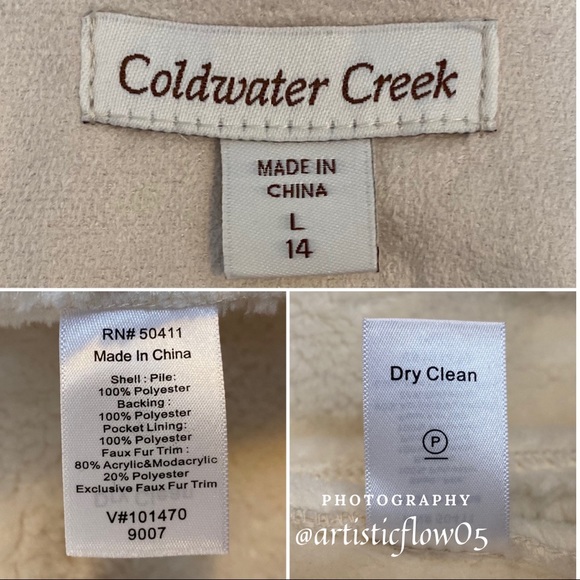 Coldwater Creek
MADE IN
CHINA
L
14
RN# 50411
Made In China
Shell : Pile:
100% Polyester
Backing :
100% Polyester
Pocket Lining:
100% Polyester
Faux Fur Trim :
80% Acrylic&Modacrylic
20% Polyester
Exclusive Faux Fur Trim
V#101470
9007
Dry Clean
P
PHOTOGRAPHY
@artisticflow05